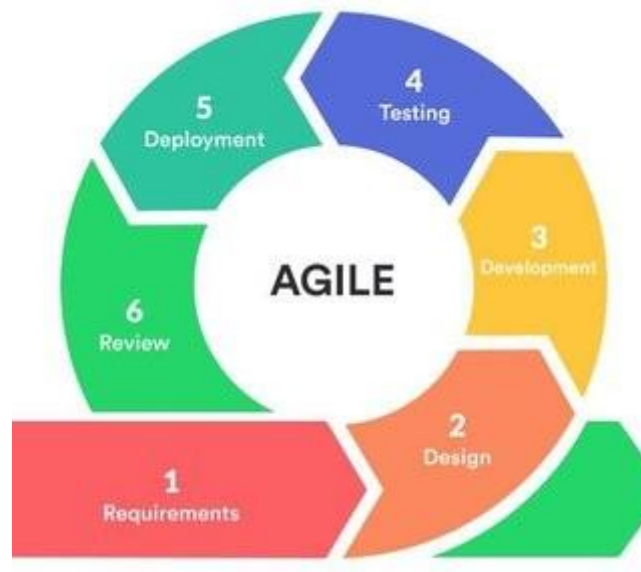 AGILE
1
Requirements
2
Design
3
Development
4
Testing
5
Deployment
6
Review